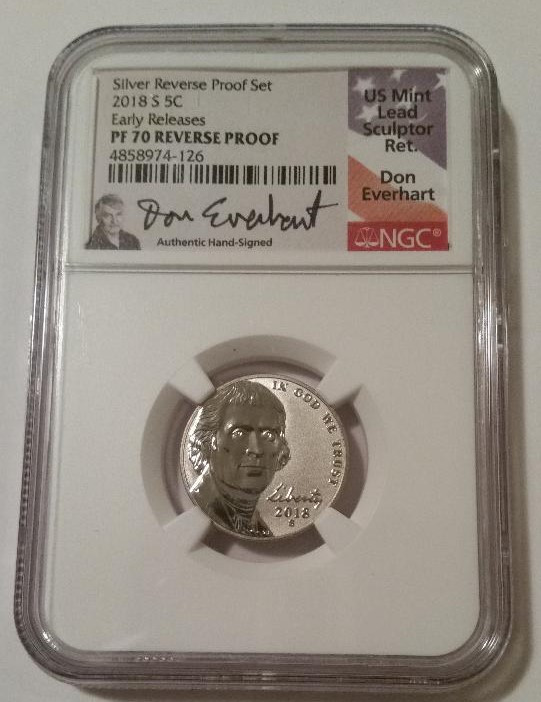 Silver Reverse Proof Set
2018 S 5C
Early Releases
PF 70 REVERSE PROOF
4858974-126
Don Everhart
Authentic Hand-Signed
US Mint
Lead
Sculptor
Ret.
Don
Everhart
NGC®
IN GOD WE TRUST
Liberty
2018
S